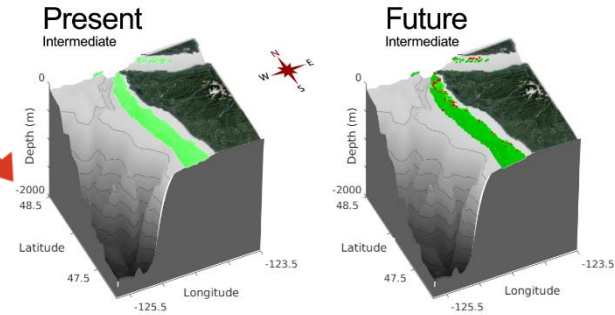 Present
Intermediate
N
E
W
S
0
Depth (m)
-2000
48.5
Latitude
47.5
-125.5
Longitude
-123.5
Future
Intermediate
0
Depth (m)
-2000
48.5
Latitude
47.5
-125.5
Longitude
-123.5